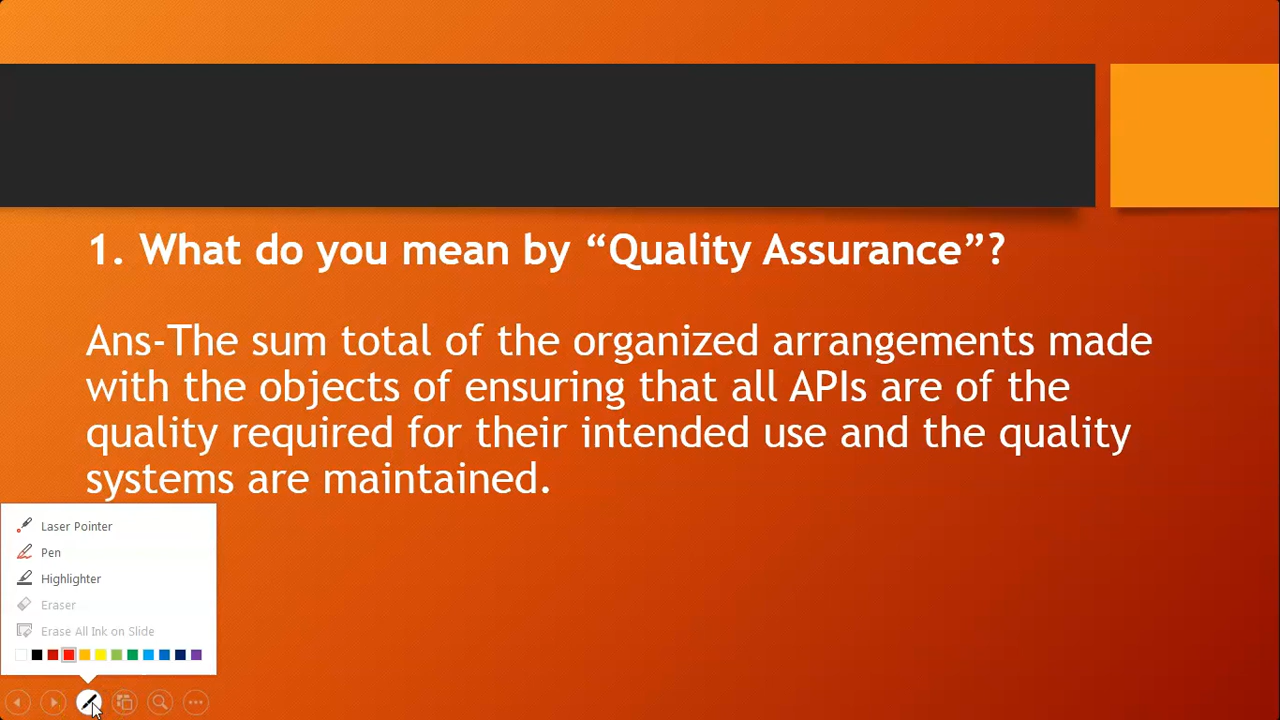 1. What do you mean by “Quality Assurance”?
Ans-The sum total of the organized arrangements made
with the objects of ensuring that all APIs are of the
quality required for their intended use and the quality
systems are maintained.
Laser Pointer
Pen
Highlighter
Eraser
Erase All Ink on Slide